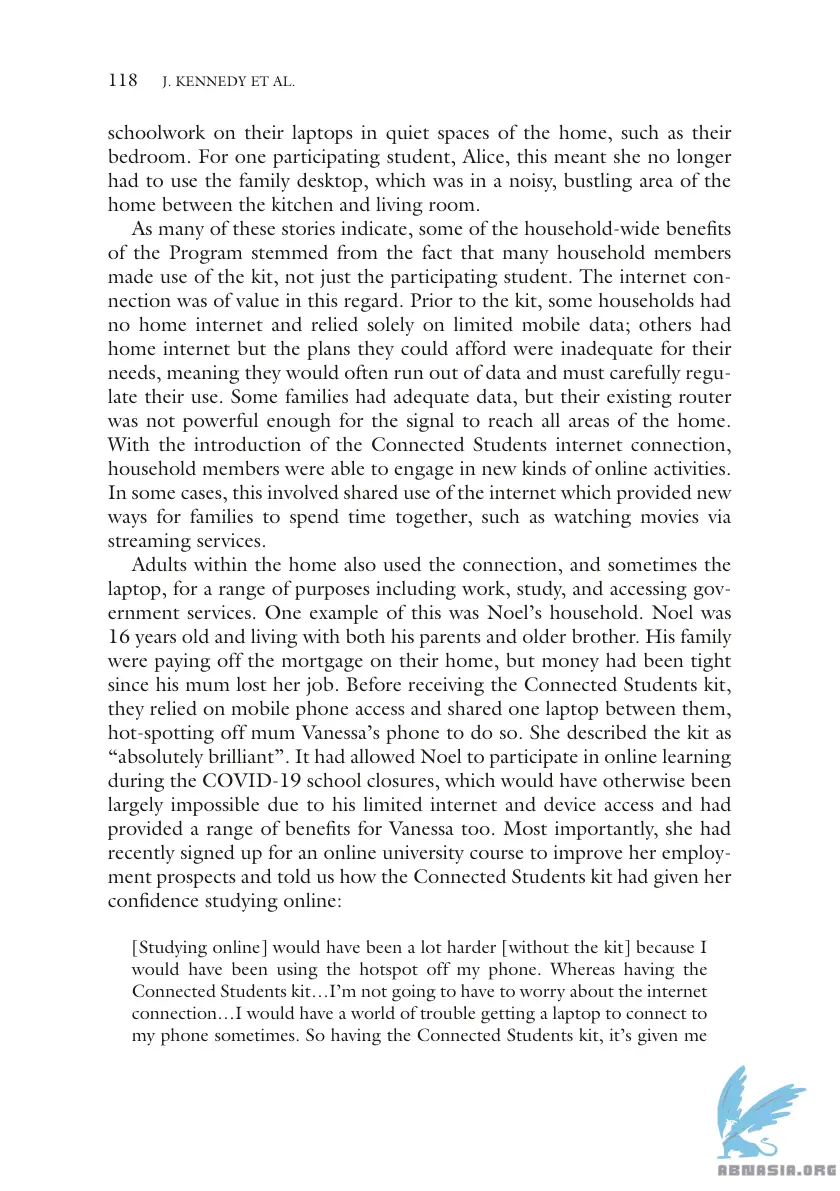 118 J. KENNEDY ET AL.
schoolwork on their laptops in quiet spaces of the home, such as their
bedroom. For one participating student, Alice, this meant she no longer
had to use the family desktop, which was in a noisy, bustling area of the
home between the kitchen and living room.
As many of these stories indicate, some of the household-wide benefits
of the Program stemmed from the fact that many household members
made use of the kit, not just the participating student. The internet con-
nection was of value in this regard. Prior to the kit, some households had
no home internet and relied solely on limited mobile data; others had
home internet but the plans they could afford were inadequate for their
needs, meaning they would often run out of data and must carefully regu-
late their use. Some families had adequate data, but their existing router
was not powerful enough for the signal to reach all areas of the home.
With the introduction of the Connected Students internet connection,
household members were able to engage in new kinds of online activities.
In some cases, this involved shared use of the internet which provided new
ways for families to spend time together, such as watching movies via
streaming services.
Adults within the home also used the connection, and sometimes the
laptop, for a range of purposes including work, study, and accessing gov-
ernment services. One example of this was Noel’s household. Noel was
16 years old and living with both his parents and older brother. His family
were paying off the mortgage on their home, but money had been tight
since his mum lost her job. Before receiving the Connected Students kit,
they relied on mobile phone access and shared one laptop between them,
hot-spotting off mum Vanessa’s phone to do so. She described the kit as
“absolutely brilliant”. It had allowed Noel to participate in online learning
during the COVID-19 school closures, which would have otherwise been
largely impossible due to his limited internet and device access and had
provided a range of benefits for Vanessa too. Most importantly, she had
recently signed up for an online university course to improve her employ-
ment prospects and told us how the Connected Students kit had given her
confidence studying online:
[Studying online] would have been a lot harder [without the kit] because I
would have been using the hotspot off my phone. Whereas having the
Connected Students kit…I’m not going to have to worry about the internet
connection…I would have a world of trouble getting a laptop to connect to
my phone sometimes. So having the Connected Students kit, it’s given me
ABNASIA.ORG